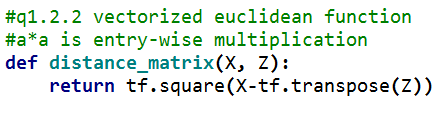 #q1.2.2 vectorized euclidean function
#a*a is entry-wise multiplication
def distance_matrix(X, Z):
    return tf.square(X-tf.transpose(Z))